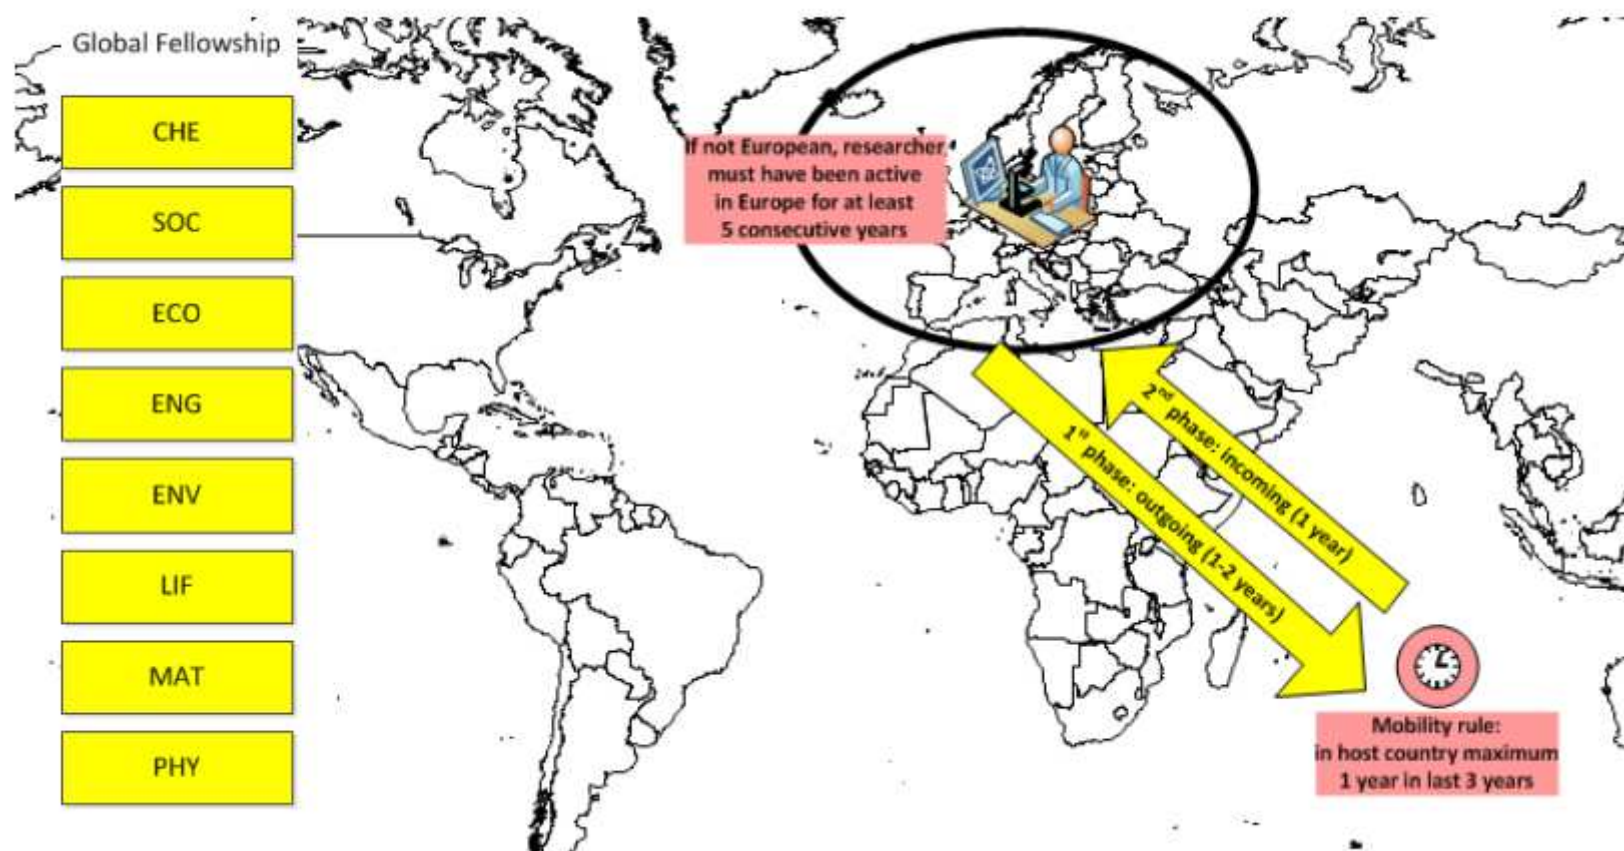 Global Fellowship
CHE
SOC
ECO
ENG
ENV
LIF
MAT
PHY
If not European, researcher
must have been active
in Europe for at least
5 consecutive years
2nd phase: incoming (1 year)
1st phase: outgoing (1-2 years)
Mobility rule:
in host country maximum
1 year in last 3 years